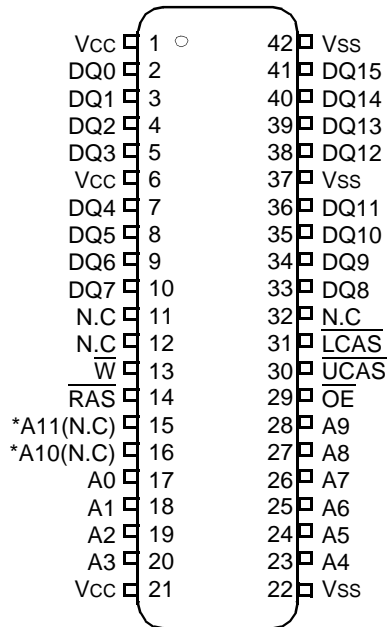 VCC 1 42 VSS
DQ0 2 41 DQ15
DQ1 3 40 DQ14
DQ2 4 39 DQ13
DQ3 5 38 DQ12
VCC 6 37 VSS
DQ4 7 36 DQ11
DQ5 8 35 DQ10
DQ6 9 34 DQ9
DQ7 10 33 DQ8
N.C 11 32 N.C
N.C 12 31 L̅C̅A̅S̅
W̅ 13 30 U̅C̅A̅S̅
R̅A̅S̅ 14 29 O̅E̅
*A11(N.C) 15 28 A9
*A10(N.C) 16 27 A8
A0 17 26 A7
A1 18 25 A6
A2 19 24 A5
A3 20 23 A4
VCC 21 22 VSS